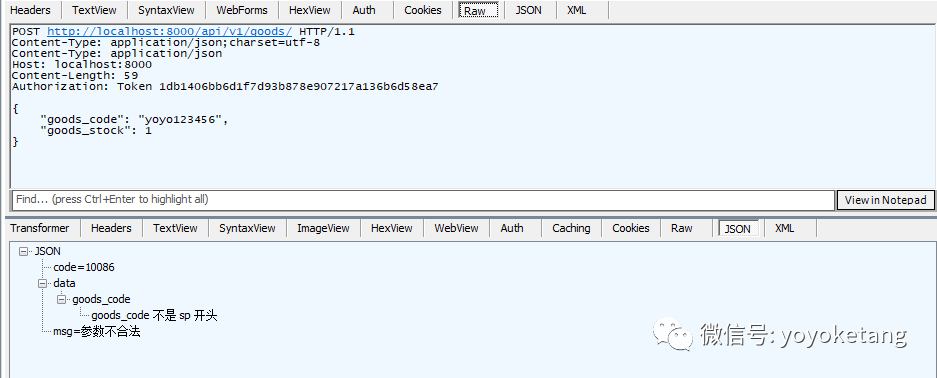 Headers TextView SyntaxView WebForms HexView Auth Cookies Raw JSON XML
POST http://localhost:8000/api/v1/goods/ HTTP/1.1
Content-Type: application/json;charset=utf-8
Content-Type: application/json
Host: localhost:8000
Content-Length: 59
Authorization: Token 1db1406bb6d1f7d93b878e907217a136b6d58ea7
{
"goods_code": "yoyo123456",
"goods_stock": 1
}
Find... (press Ctrl+Enter to highlight all) View in Notepad
Transformer Headers TextView SyntaxView ImageView HexView WebView Auth Caching Cookies Raw JSON XML
JSON
code=10086
data
goods_code
goods_code 不是 sp 开头
msg=参数不合法
微信号: yoyoketang